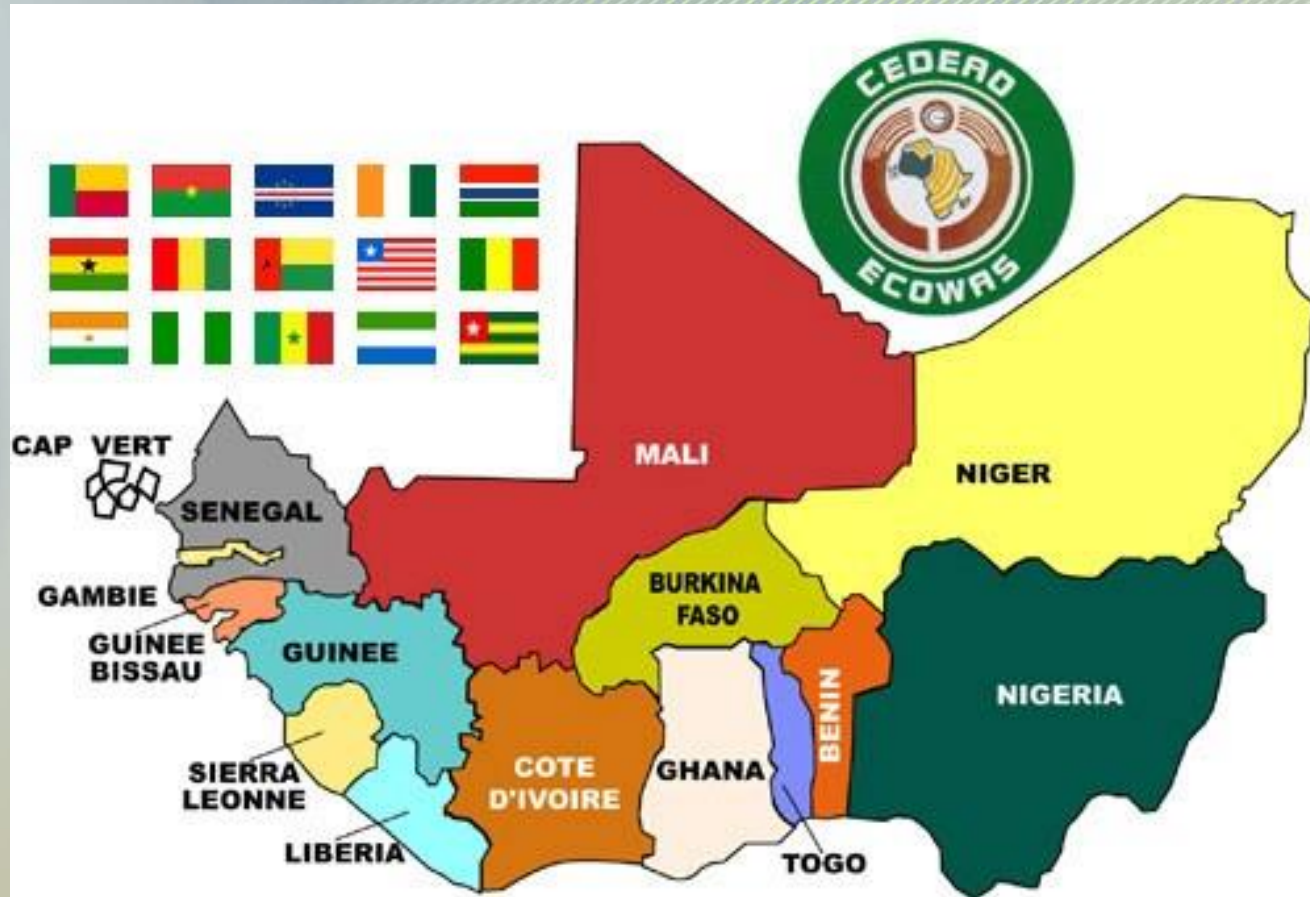 CEDEAO
ECOWAS
MALI
NIGER
CAP VERT
SENEGAL
GAMBIE
GUINEE
BISSAU
GUINEE
BURKINA
FASO
BENIN
NIGERIA
SIERRA
LEONNE
LIBERIA
COTE
D'IVOIRE
GHANA
TOGO